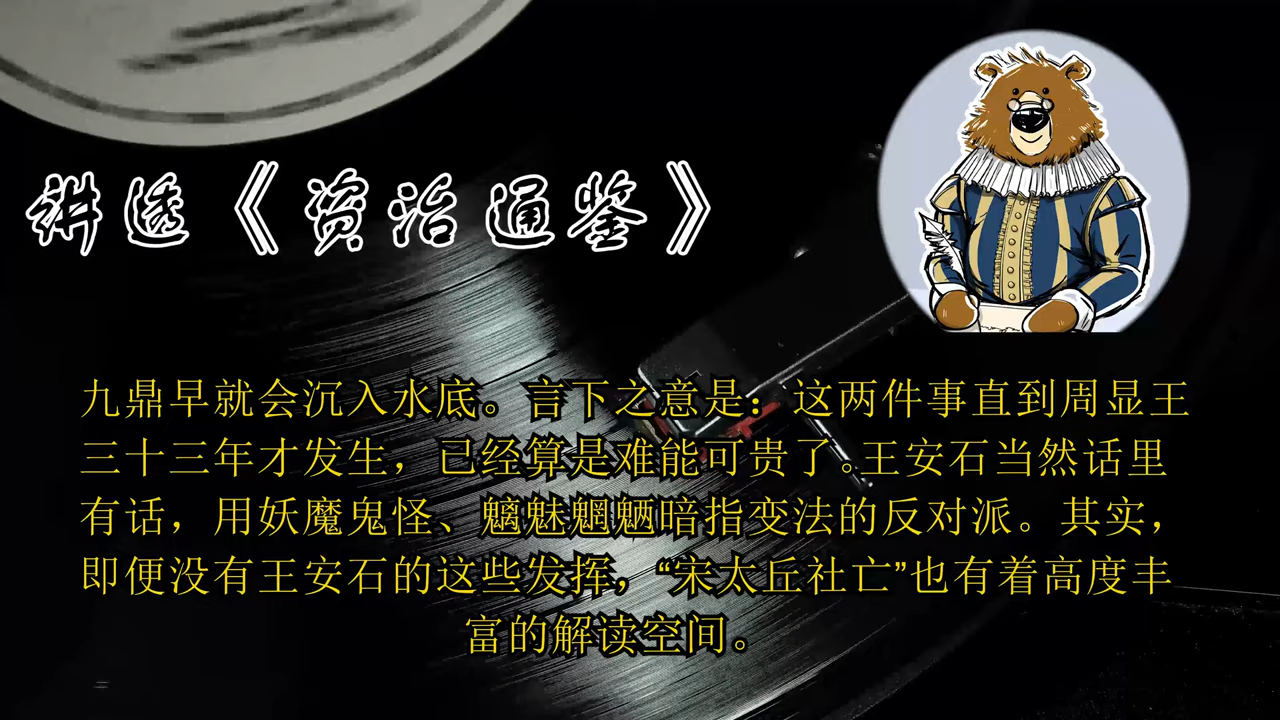 讲透《资治通鉴》
九鼎早就会沉入水底。言下之意是：这两件事直到周显王
三十三年才发生，已经算是难能可贵了。王安石当然话里
有话，用妖魔鬼怪、魑魅魍魉暗指变法的反对派。其实，
即便没有王安石的这些发挥，“宋太丘社亡”也有着高度丰
富的解读空间。